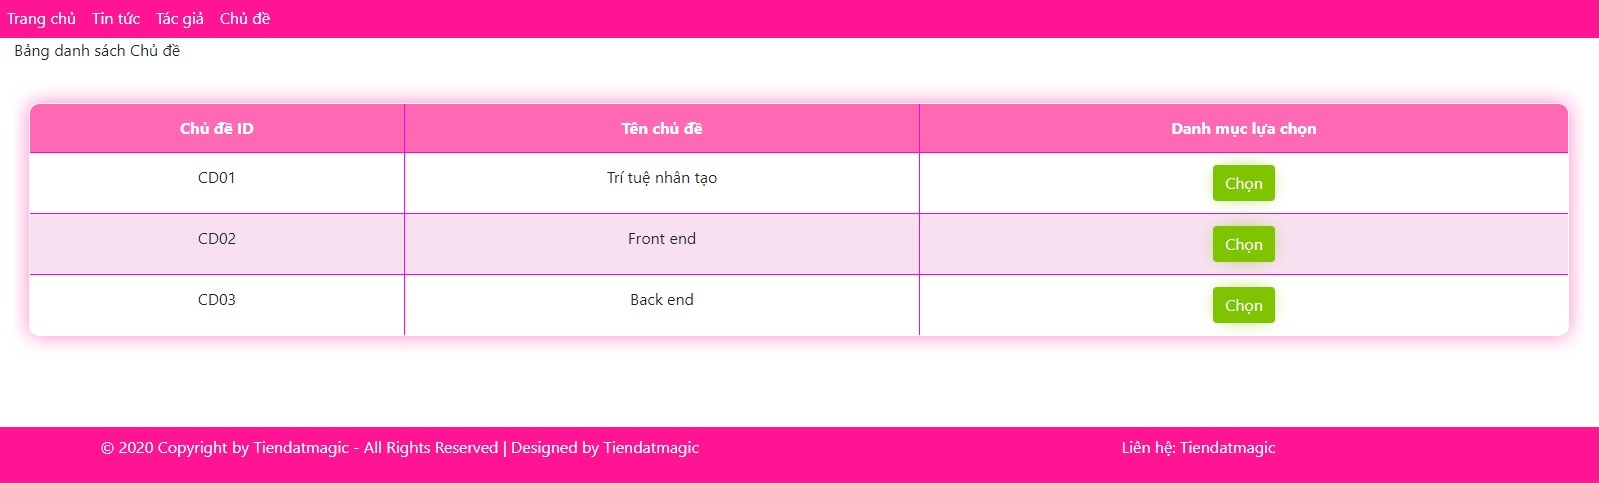 Trang chủ Tin tức Tác giả Chủ đề
Bảng danh sách Chủ đề
Chủ đề ID Tên chủ đề Danh mục lựa chọn
CD01 Trí tuệ nhân tạo Chọn
CD02 Front end Chọn
CD03 Back end Chọn
© 2020 Copyright by Tiendatmagic - All Rights Reserved | Designed by Tiendatmagic Liên hệ: Tiendatmagic